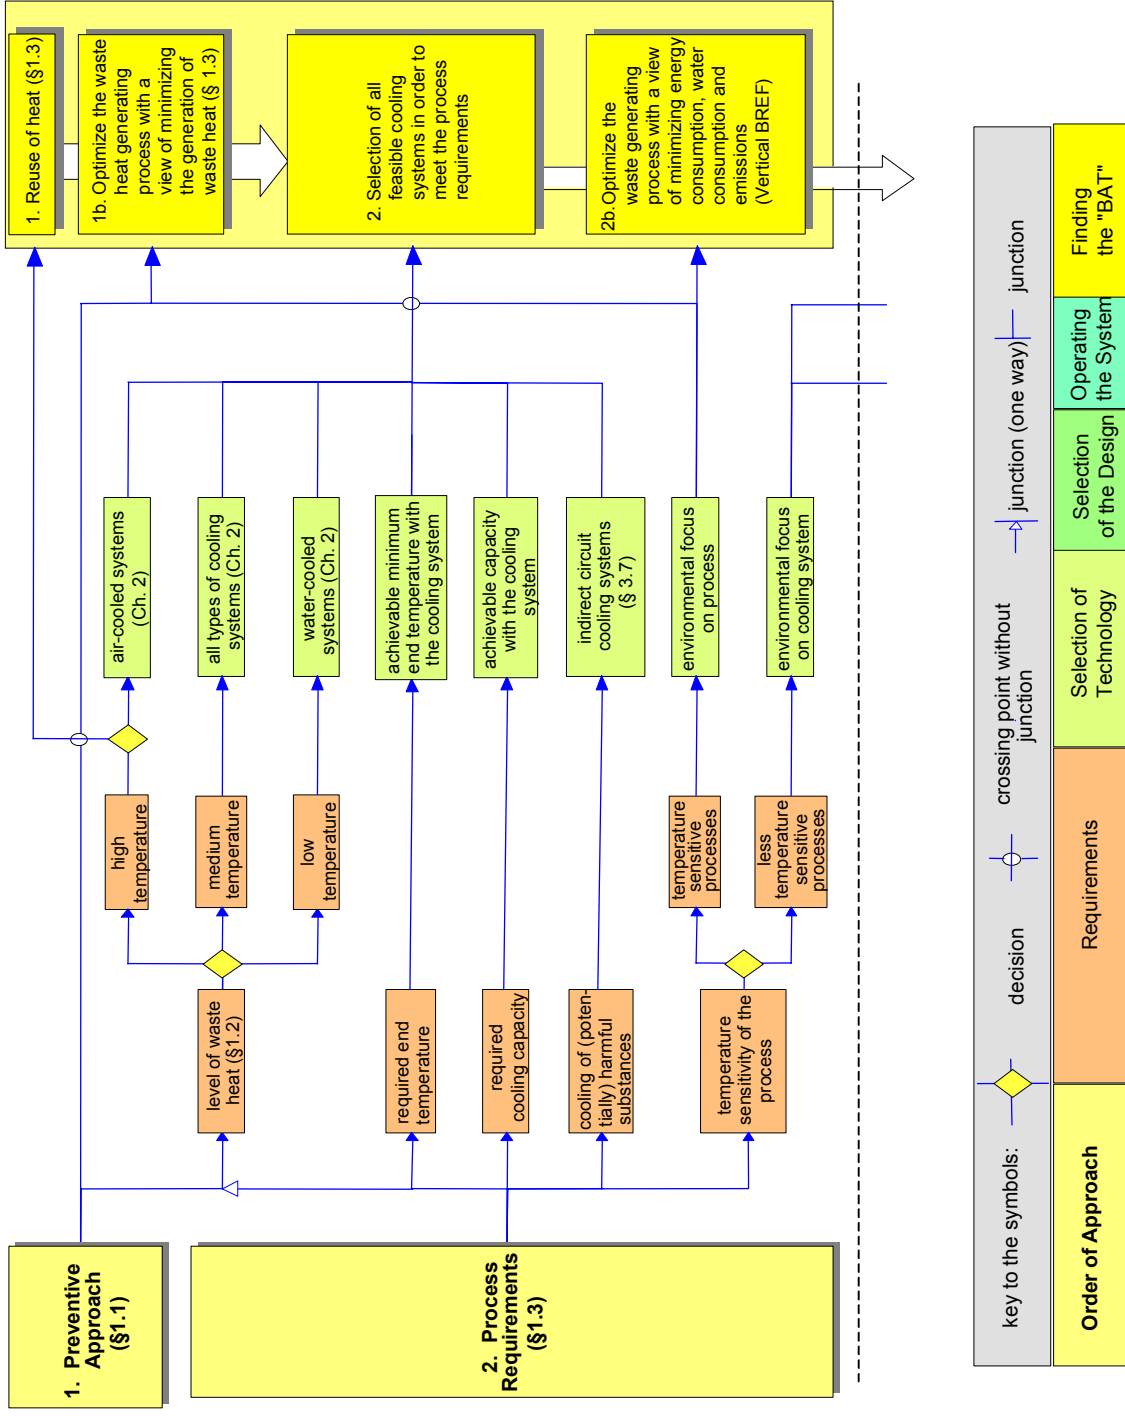 1. Preventive
Approach
(§1.1)
2. Process
Requirements
(§1.3)
level of waste
heat (§1.2)
required end
temperature
required
cooling capacity
cooling of (poten-
tially) harmful
substances
temperature
sensitivity of the
process
high
temperature
medium
temperature
low
temperature
temperature
sensitive
processes
less
temperature
sensitive
processes
air-cooled systems
(Ch. 2)
all types of cooling
systems (Ch. 2)
water-cooled
systems (Ch. 2)
achievable minimum
end temperature with
the cooling system
achievable capacity
with the cooling
system
indirect circuit
cooling systems
(§ 3.7)
environmental focus
on process
environmental focus
on cooling system
1. Reuse of heat (§1.3)
1b. Optimize the waste
heat generating
process with a
view of minimizing
the generation of
waste heat (§ 1.3)
2. Selection of all
feasible cooling
systems in order to
meet the process
requirements
2b.Optimize the
waste generating
process with a view
of minimizing energy
consumption, water
consumption and
emissions
(Vertical BREF)
key to the symbols:
decision
crossing point without
junction
junction (one way)
junction
Order of Approach
Requirements
Selection of
Technology
Selection
of the Design
Operating
the System
Finding
the "BAT"